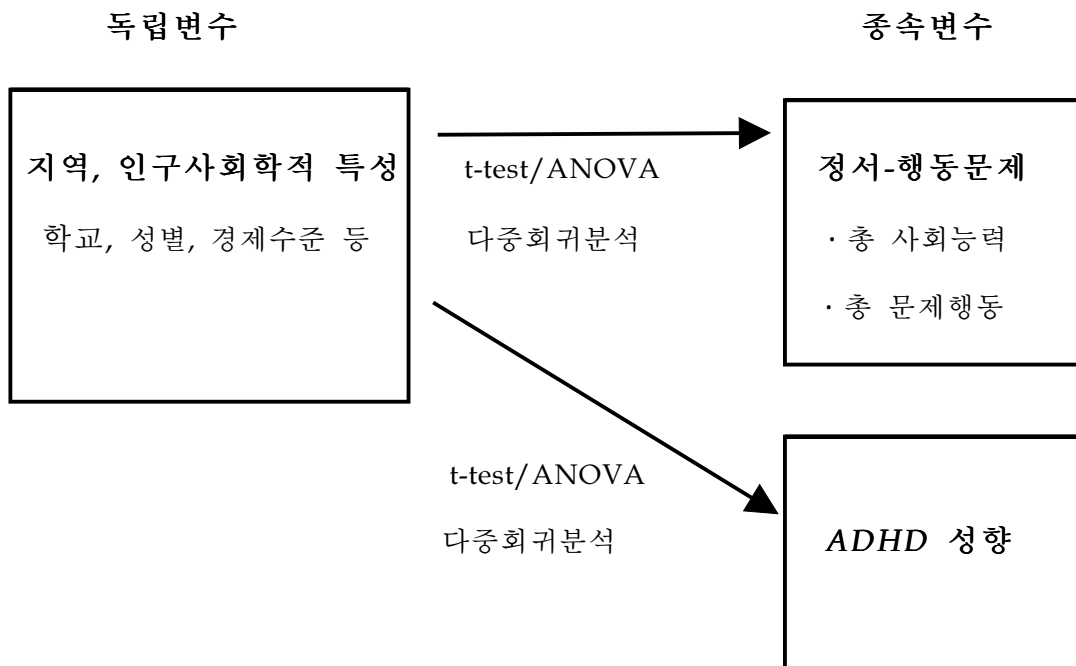 독립변수
종속변수
지역, 인구사회학적 특성
학교, 성별, 경제수준 등
t-test/ANOVA
다중회귀분석
정서-행동문제
· 총 사회능력
· 총 문제행동
t-test/ANOVA
다중회귀분석
ADHD 성향